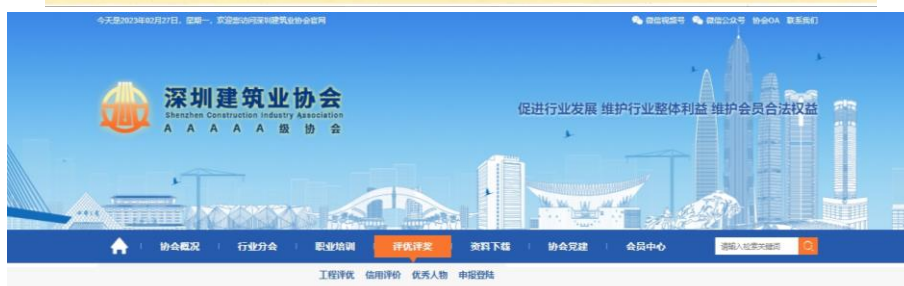 今天是2023年02月27日，星期一，欢迎您访问深圳建筑业协会官网
微信视频号 微信公众号 协会OA 联系我们
深圳建筑业协会
Shenzhen Construction Industry Association
AAAAA级协会
促进行业发展 维护行业整体利益 维护会员合法权益
协会概况 行业分会 职业培训 评优评奖 资料下载 协会党建 会员中心 请输入检索关键词
工程评优 信用评价 优秀人物 申报登陆